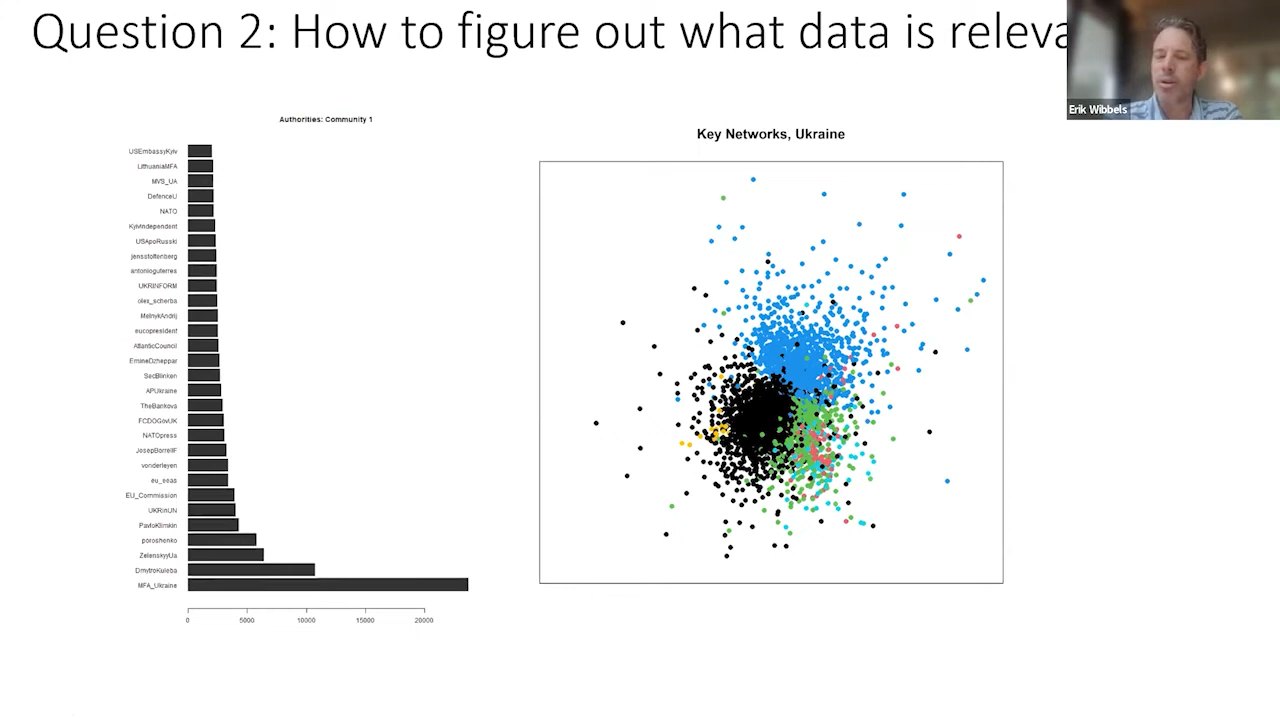 Question 2: How to figure out what data is releva
Erik Wibbels
Authorities: Community 1
USEmbassyKyiv
LithuaniaMFA
MVS_UA
DefenceU
NATO
KyivIndependent
USApoRusski
jensstoltenberg
antonioguterres
UKRINFORM
olex_scherba
MelnykAndrij
eucopresident
AtlanticCouncil
EmineDzheppar
SecBlinken
APUkraine
TheBankova
FCDOGovUK
NATOpress
JosepBorrellF
vonderleyen
eu_eeas
EU_Commission
UKRinUN
PavloKlimkin
poroshenko
ZelenskyyUa
DmytroKuleba
MFA_Ukraine
0 5000 10000 15000 20000
Key Networks, Ukraine